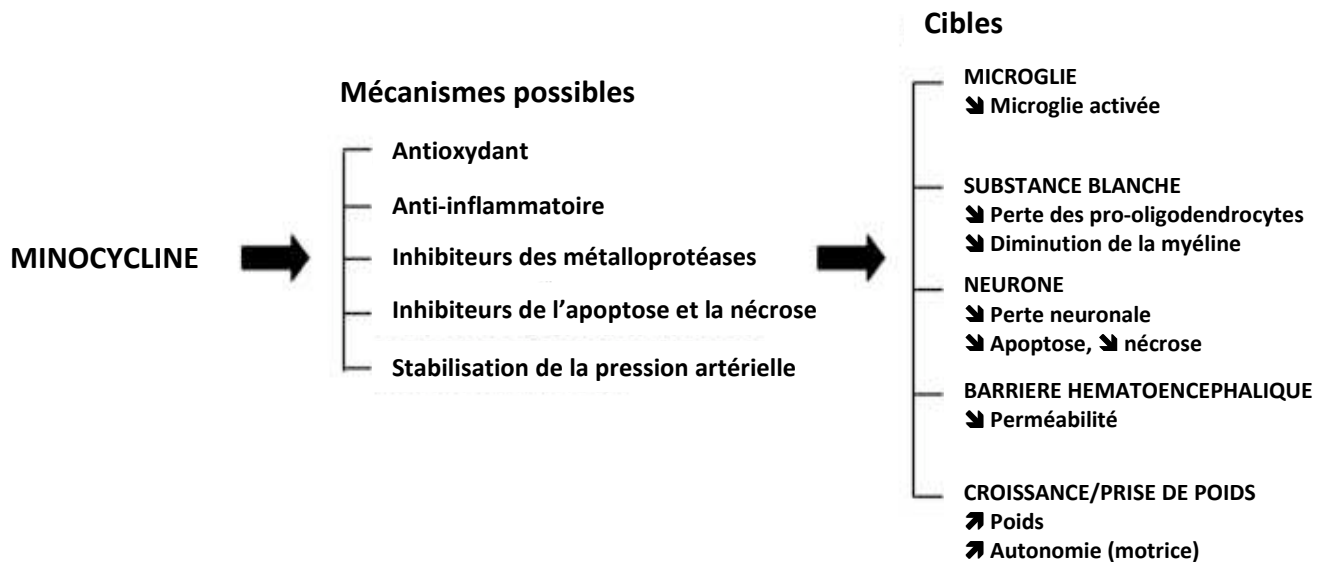 MINOCYCLINE
Mécanismes possibles
Antioxydant
Anti-inflammatoire
Inhibiteurs des métalloprotéases
Inhibiteurs de l’apoptose et la nécrose
Stabilisation de la pression artérielle
Cibles
MICROGLIE
🡮 Microglie activée
SUBSTANCE BLANCHE
🡮 Perte des pro-oligodendrocytes
🡮 Diminution de la myéline
NEURONE
🡮 Perte neuronale
🡮 Apoptose, 🡮 nécrose
BARRIERE HEMATOENCEPHALIQUE
🡮 Perméabilité
CROISSANCE/PRISE DE POIDS
🡭 Poids
🡭 Autonomie (motrice)